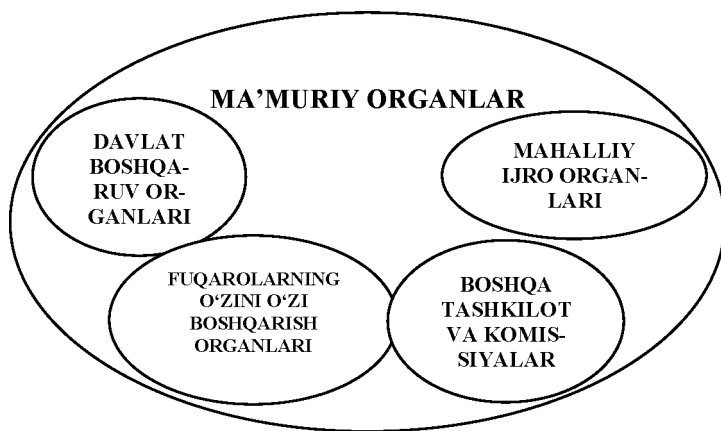 MA’MURIY ORGANLAR
DAVLAT
BOSHQA-
RUV OR-
GANLARI
MAHALLIY
IJRO ORGAN-
LARI
FUQAROLARNING
O‘ZINI O‘ZI
BOSHQARISH
ORGANLARI
BOSHQA
TASHKILOT
VA KOMIS-
SIYALAR